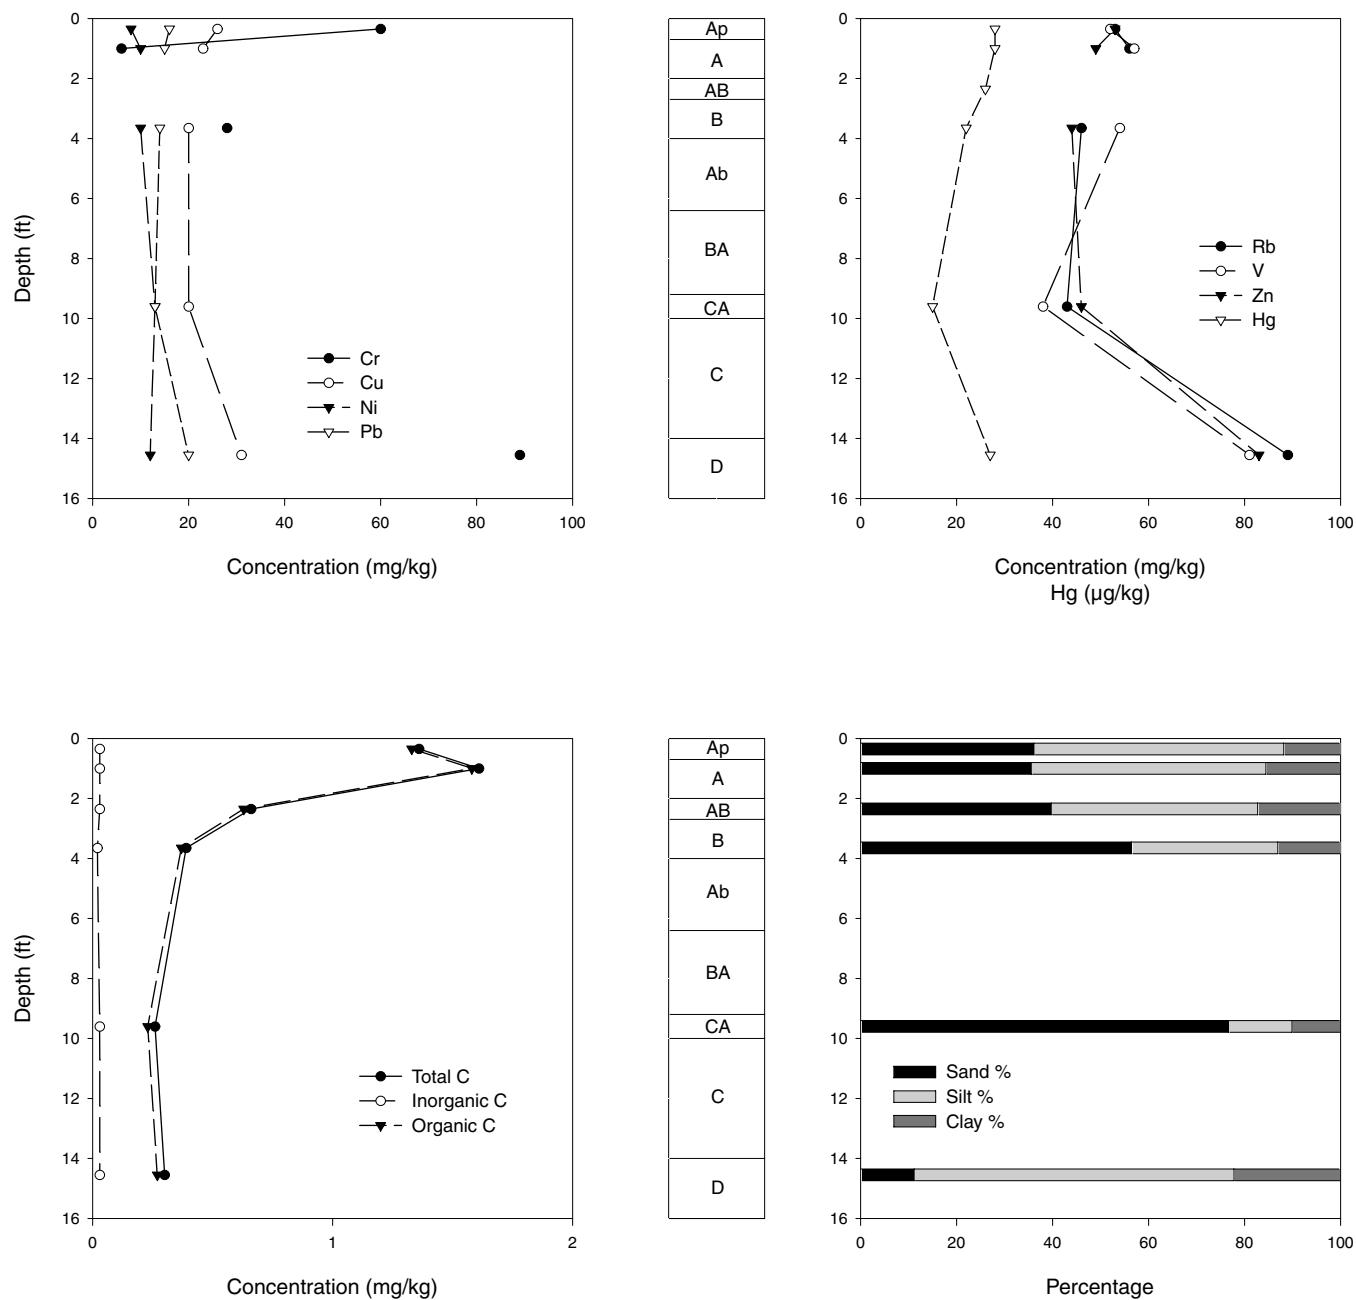 0
2
4
6
8
10
12
14
16
Depth (ft)
0 20 40 60 80 100
Concentration (mg/kg)
Cr
Cu
Ni
Pb
Ap
A
AB
B
Ab
BA
CA
C
D
0
2
4
6
8
10
12
14
16
0 20 40 60 80 100
Concentration (mg/kg)
Hg (µg/kg)
Rb
V
Zn
Hg
0
2
4
6
8
10
12
14
16
Depth (ft)
0 1 2
Concentration (mg/kg)
Total C
Inorganic C
Organic C
Ap
A
AB
B
Ab
BA
CA
C
D
0
2
4
6
8
10
12
14
16
0 20 40 60 80 100
Percentage
Sand %
Silt %
Clay %